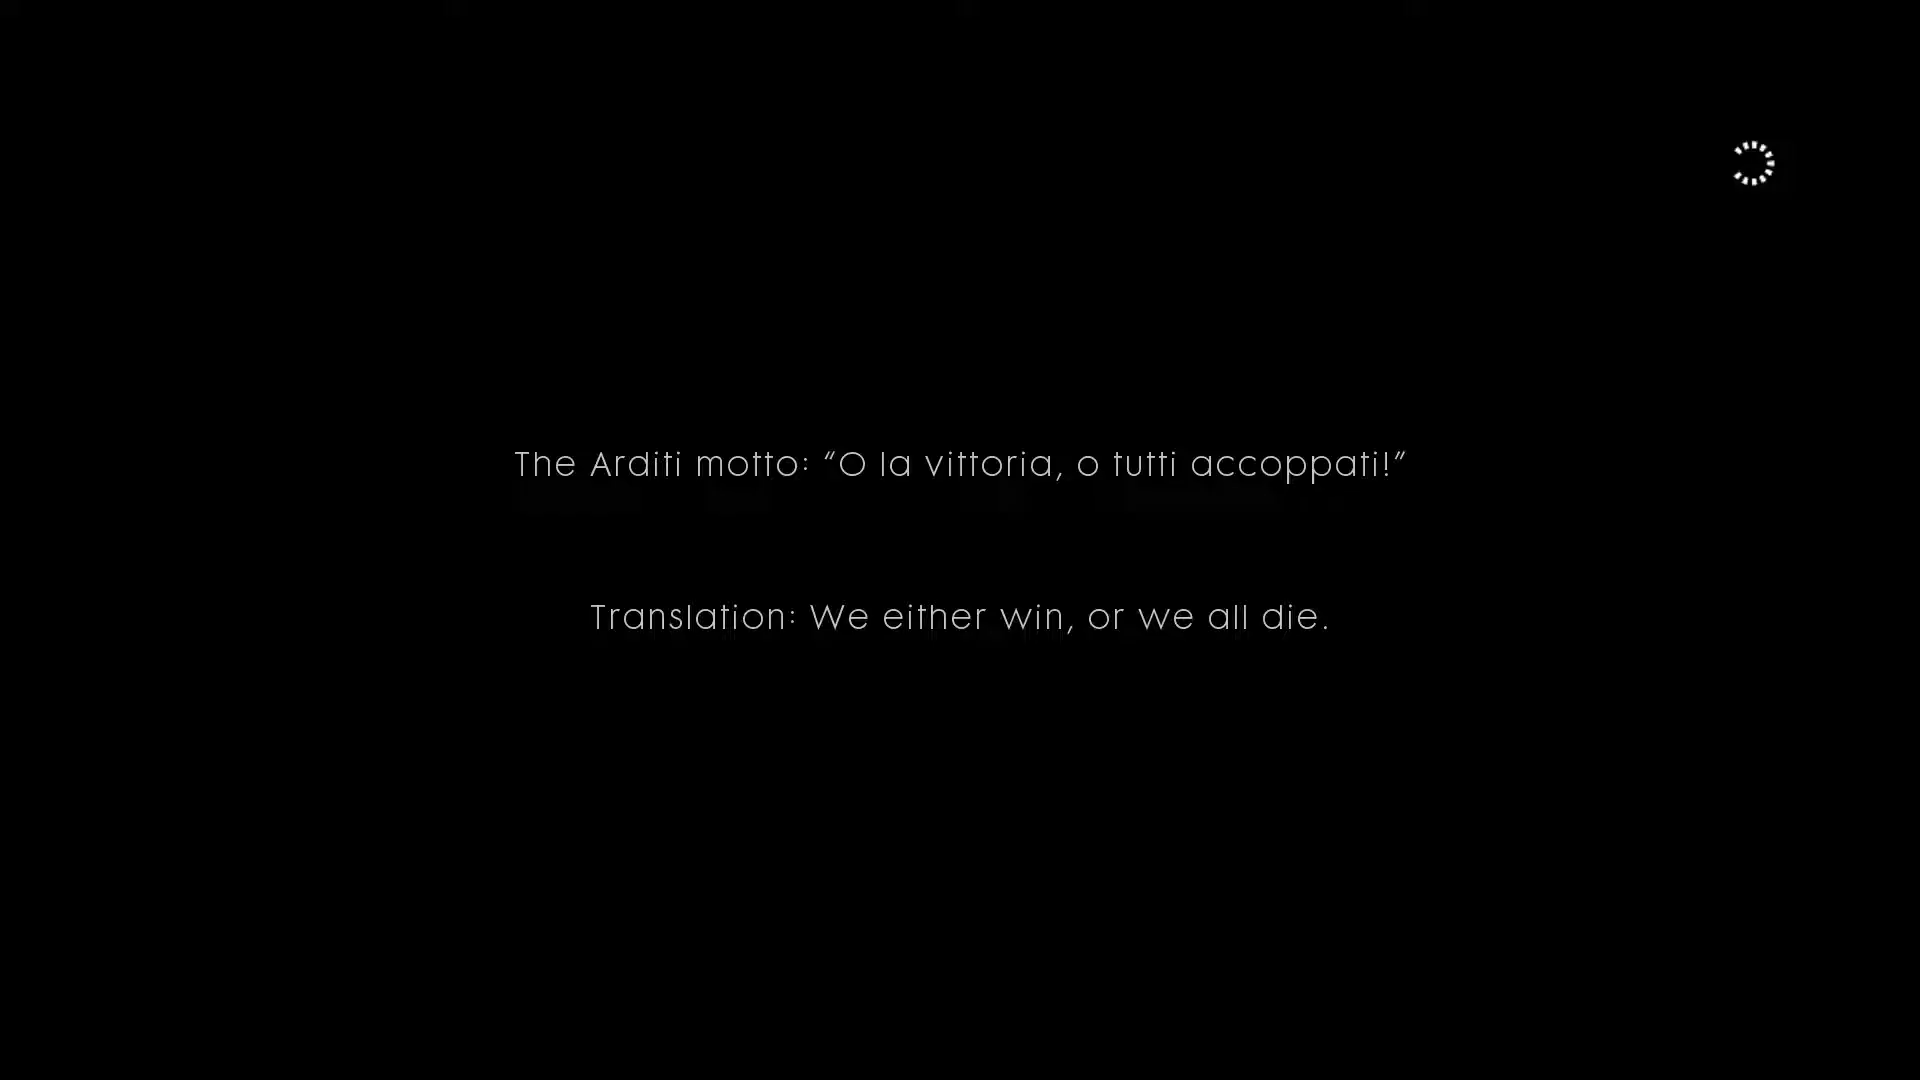 The Arditi motto: “O la vittoria, o tutti accoppati!”
Translation: We either win, or we all die.